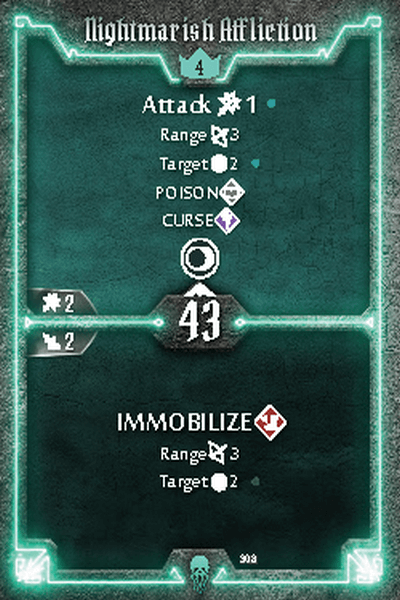 Nightmarish Affliction
4
Attack 1
Range 3
Target 2
POISON
CURSE
2
43
2
IMMOBILIZE
Range 3
Target 2